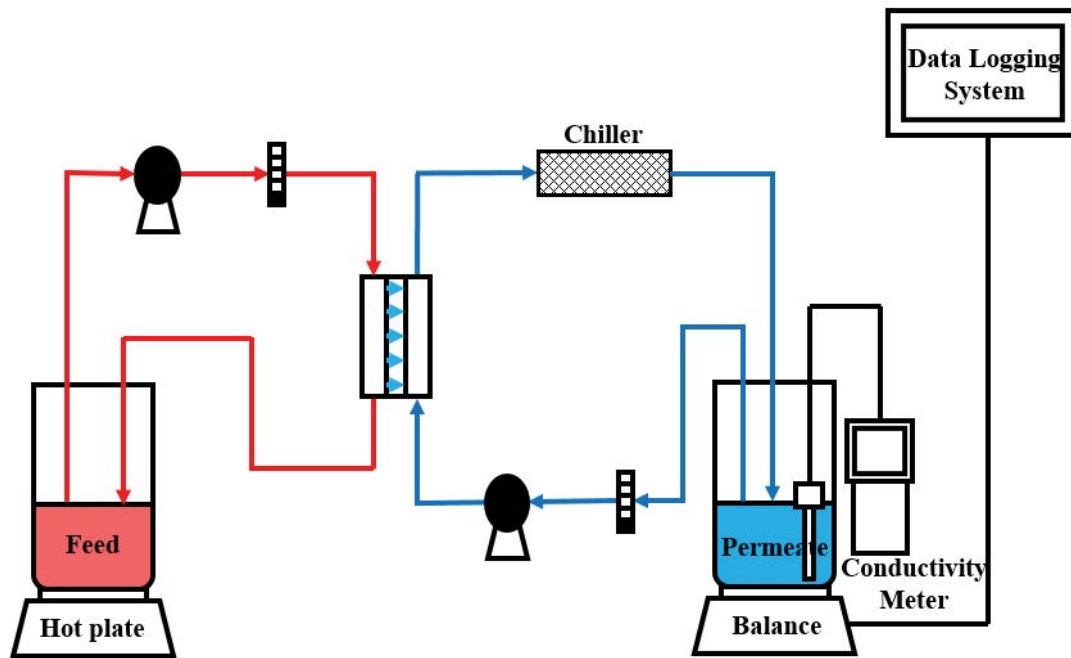 Data Logging
System
Chiller
Feed
Permeate
Conductivity
Meter
Hot plate
Balance